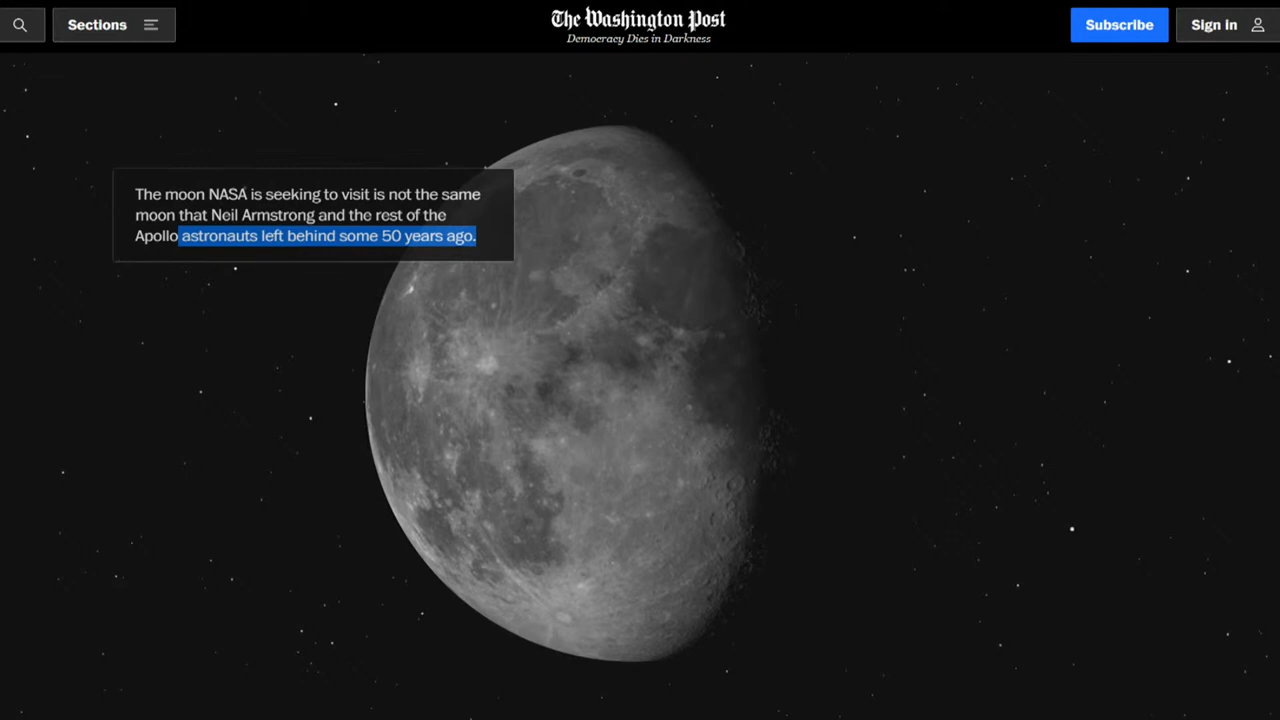 Sections
The Washington Post
Democracy Dies in Darkness
Subscribe
Sign in
The moon NASA is seeking to visit is not the same
moon that Neil Armstrong and the rest of the
Apollo astronauts left behind some 50 years ago.